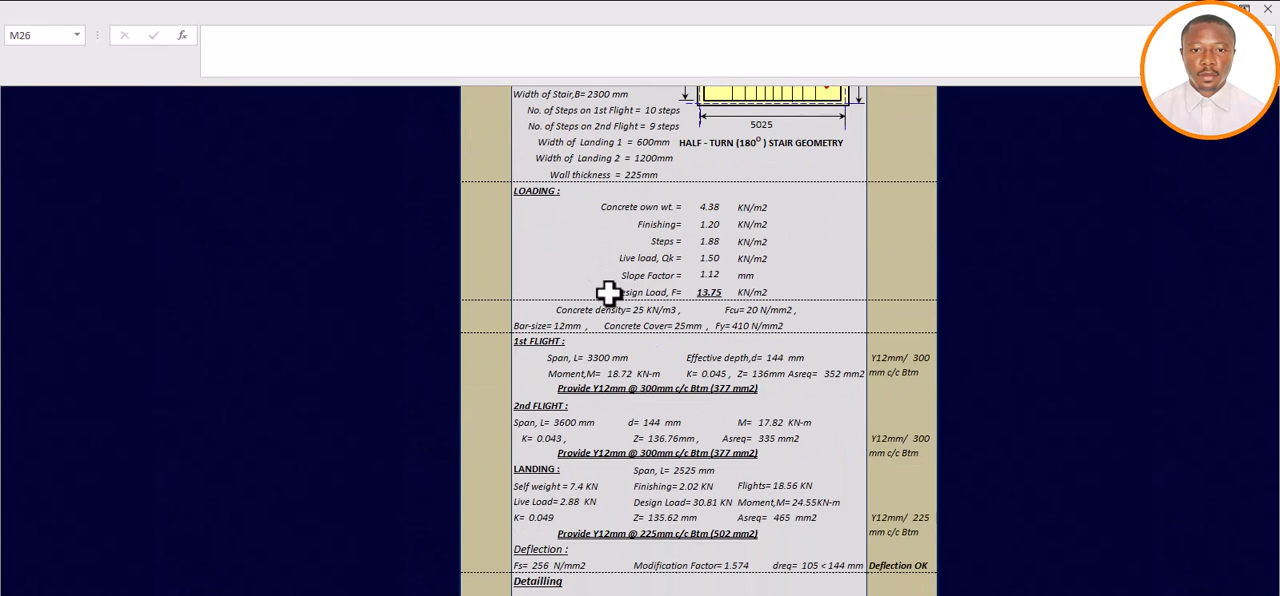 M26
fx
Width of Stair,B= 2300 mm
No. of Steps on 1st Flight = 10 steps
5025
No. of Steps on 2nd Flight = 9 steps
Width of Landing 1 = 600mm
HALF - TURN (180⁰ ) STAIR GEOMETRY
Width of Landing 2 = 1200mm
Wall thickness = 225mm
LOADING :
Concrete own wt. = 4.38 KN/m2
Finishing= 1.20 KN/m2
Steps = 1.88 KN/m2
Live load, Qk = 1.50 KN/m2
Slope Factor = 1.12 mm
esign Load, F= 13.75 KN/m2
Concrete density= 25 KN/m3 , Fcu= 20 N/mm2 ,
Bar-size= 12mm , Concrete Cover= 25mm , Fy= 410 N/mm2
1st FLIGHT :
Span, L= 3300 mm Effective depth,d= 144 mm Y12mm/ 300
Moment,M= 18.72 KN-m K= 0.045 , Z= 136mm Asreq= 352 mm2 mm c/c Btm
Provide Y12mm @ 300mm c/c Btm (377 mm2)
2nd FLIGHT :
Span, L= 3600 mm d= 144 mm M= 17.82 KN-m
K= 0.043 , Z= 136.76mm , Asreq= 335 mm2 Y12mm/ 300
Provide Y12mm @ 300mm c/c Btm (377 mm2) mm c/c Btm
LANDING : Span, L= 2525 mm
Self weight = 7.4 KN Finishing= 2.02 KN Flights= 18.56 KN
Live Load= 2.88 KN Design Load= 30.81 KN Moment,M= 24.55KN-m
K= 0.049 Z= 135.62 mm Asreq= 465 mm2 Y12mm/ 225
Provide Y12mm @ 225mm c/c Btm (502 mm2) mm c/c Btm
Deflection :
Fs= 256 N/mm2 Modification Factor= 1.574 dreq= 105 < 144 mm Deflection OK
Detailling